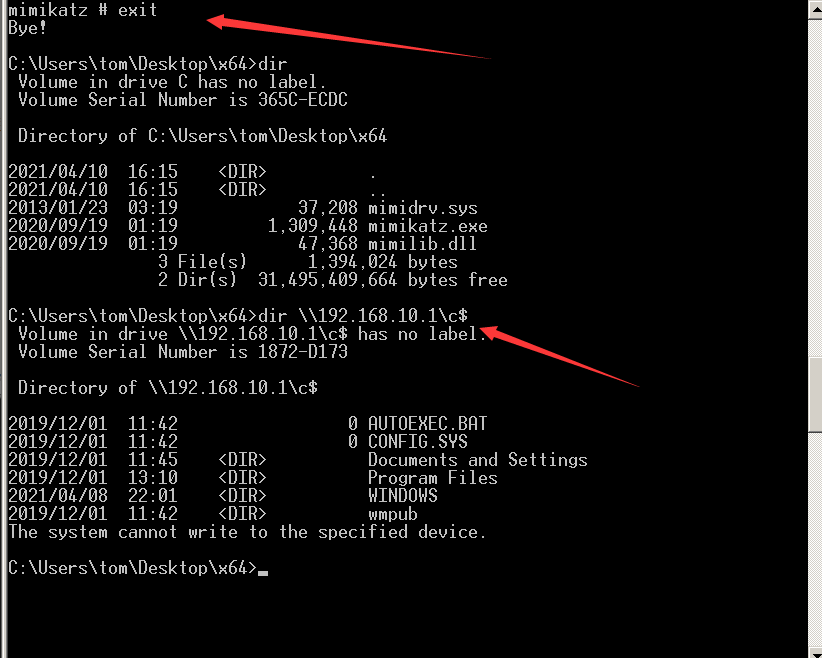 mimikatz # exit
Bye!
C:\Users\tom\Desktop\x64>dir
 Volume in drive C has no label.
 Volume Serial Number is 365C-ECDC
 Directory of C:\Users\tom\Desktop\x64
2021/04/10  16:15    <DIR>          .
2021/04/10  16:15    <DIR>          ..
2013/01/23  03:19            37,208 mimidrv.sys
2020/09/19  01:19         1,309,448 mimikatz.exe
2020/09/19  01:19            47,368 mimilib.dll
               3 File(s)      1,394,024 bytes
               2 Dir(s)  31,495,409,664 bytes free
C:\Users\tom\Desktop\x64>dir \\192.168.10.1\c$
 Volume in drive \\192.168.10.1\c$ has no label.
 Volume Serial Number is 1872-D173
 Directory of \\192.168.10.1\c$
2019/12/01  11:42                 0 AUTOEXEC.BAT
2019/12/01  11:42                 0 CONFIG.SYS
2019/12/01  11:45    <DIR>          Documents and Settings
2019/12/01  13:10    <DIR>          Program Files
2021/04/08  22:01    <DIR>          WINDOWS
2019/12/01  11:42    <DIR>          wmpub
The system cannot write to the specified device.
C:\Users\tom\Desktop\x64>